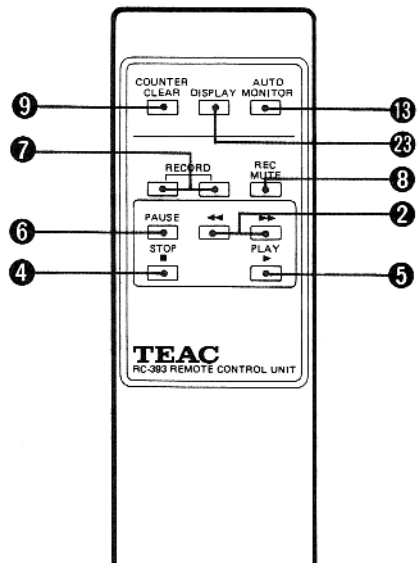 COUNTER
CLEAR
DISPLAY
AUTO
MONITOR
9
13
23
7
RECORD
REC
MUTE
8
6
PAUSE
◀◀
▶▶
2
4
STOP
■
PLAY
▶
5
TEAC
RC-393 REMOTE CONTROL UNIT